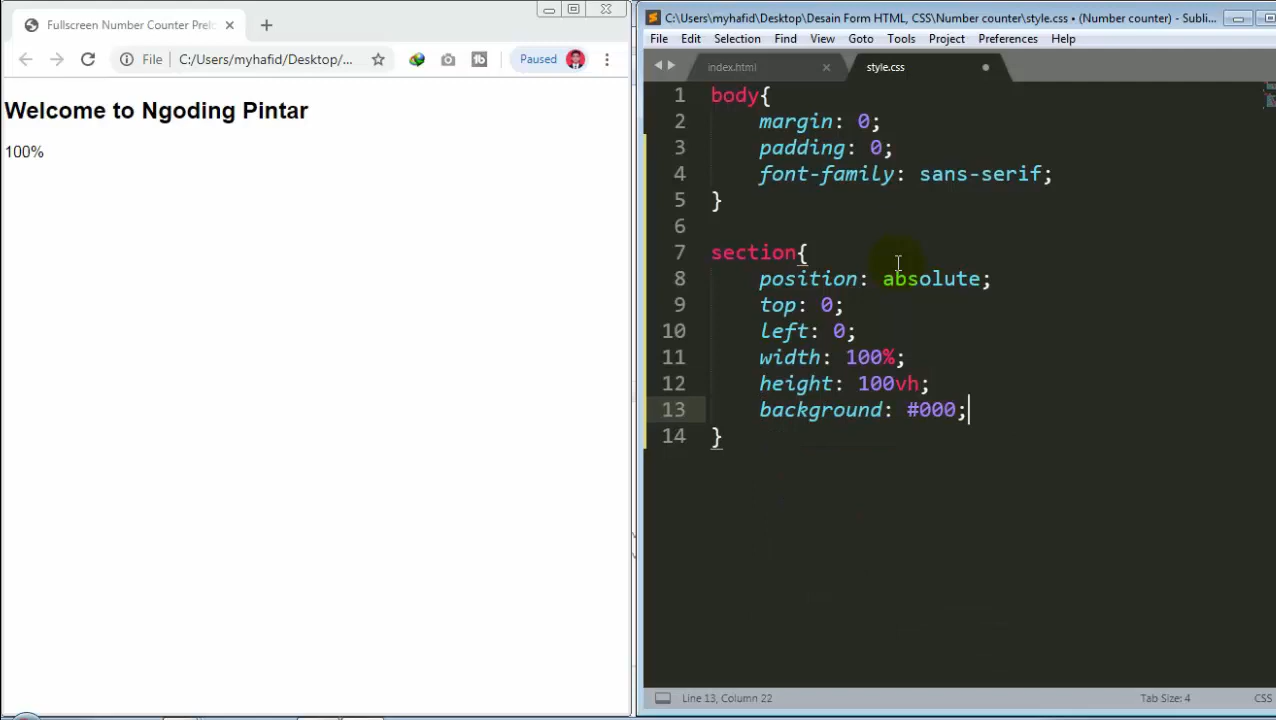 Fullscreen Number Counter Prel
File C:/Users/myhafid/Desktop/... Paused
Welcome to Ngoding Pintar
100%
C:\Users\myhafid\Desktop\Desain Form HTML, CSS\Number counter\style.css • (Number counter) - Subli...
File Edit Selection Find View Goto Tools Project Preferences Help
index.html style.css
1 body{
2 margin: 0;
3 padding: 0;
4 font-family: sans-serif;
5 }
6
7 section{
8 position: absolute;
9 top: 0;
10 left: 0;
11 width: 100%;
12 height: 100vh;
13 background: #000;
14 }
Line 13, Column 22 Tab Size: 4 CSS